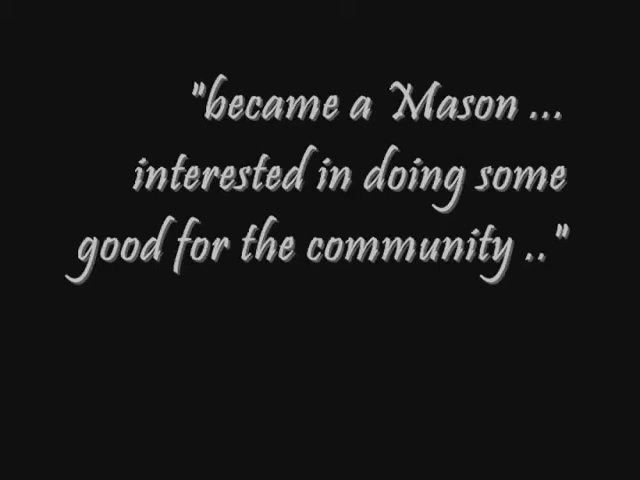 "became a Mason ...
interested in doing some
good for the community .."